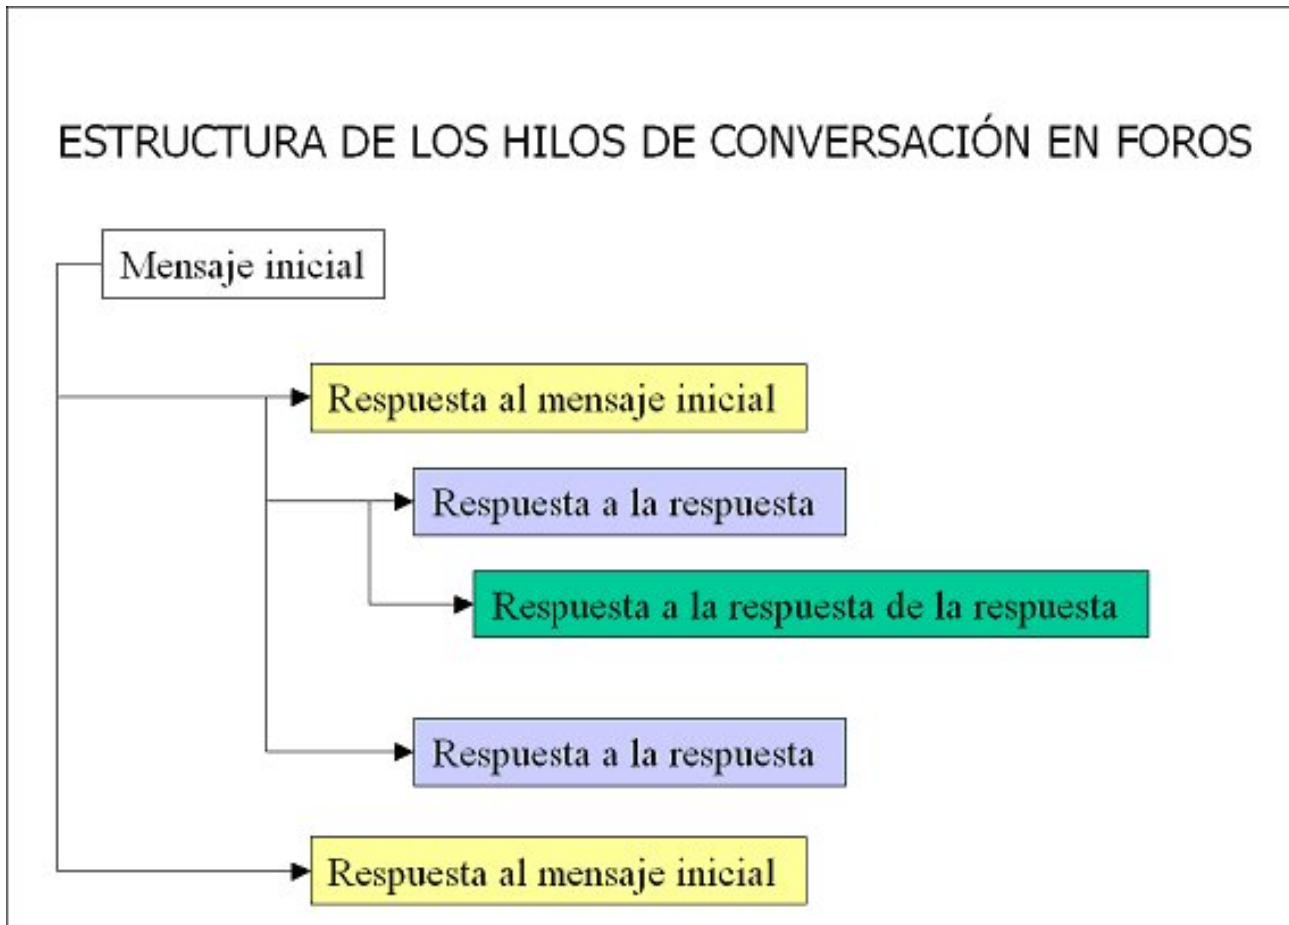 ESTRUCTURA DE LOS HILOS DE CONVERSACIÓN EN FOROS
Mensaje inicial
Respuesta al mensaje inicial
Respuesta a la respuesta
Respuesta a la respuesta de la respuesta
Respuesta a la respuesta
Respuesta al mensaje inicial